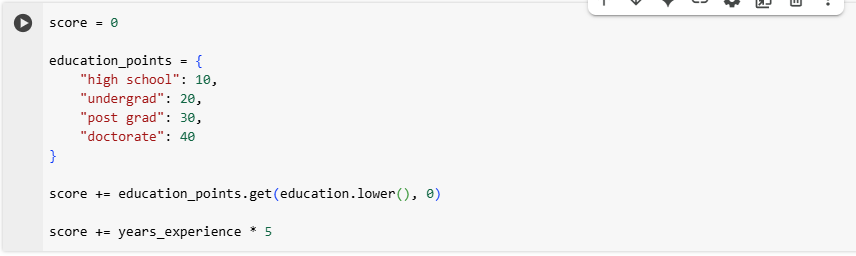 score = 0
education_points = {
    "high school": 10,
    "undergrad": 20,
    "post grad": 30,
    "doctorate": 40
}
score += education_points.get(education.lower(), 0)
score += years_experience * 5